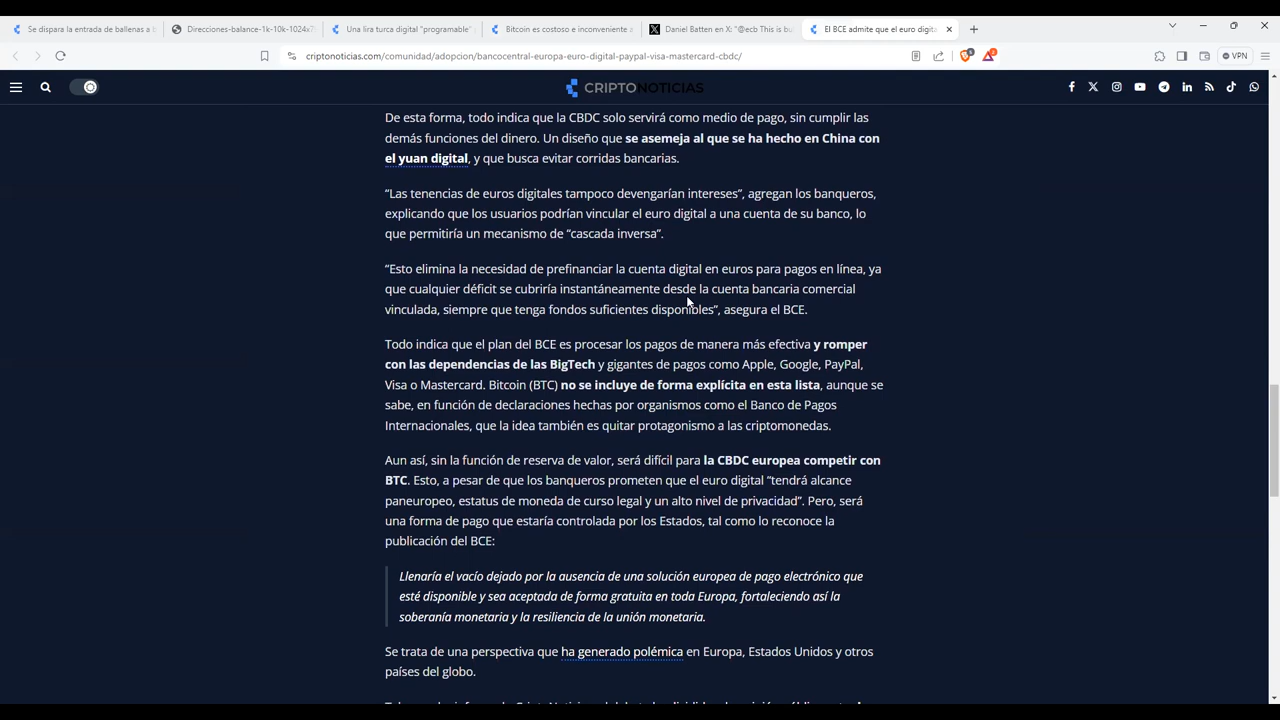 Se dispara la entrada de ballenas a b
Direcciones-balance-1k-10k-1024x7
Una lira turca digital "programable"
Bitcoin es costoso e inconveniente a
Daniel Batten en X: "@ecb This is bu
El BCE admite que el euro digita
criptonoticias.com/comunidad/adopcion/bancocentral-europa-euro-digital-paypal-visa-mastercard-cbdc/
VPN
CRIPTONOTICIAS
De esta forma, todo indica que la CBDC solo servirá como medio de pago, sin cumplir las
demás funciones del dinero. Un diseño que se asemeja al que se ha hecho en China con
el yuan digital, y que busca evitar corridas bancarias.
“Las tenencias de euros digitales tampoco devengarían intereses”, agregan los banqueros,
explicando que los usuarios podrían vincular el euro digital a una cuenta de su banco, lo
que permitiría un mecanismo de “cascada inversa”.
“Esto elimina la necesidad de prefinanciar la cuenta digital en euros para pagos en línea, ya
que cualquier déficit se cubriría instantáneamente desde la cuenta bancaria comercial
vinculada, siempre que tenga fondos suficientes disponibles”, asegura el BCE.
Todo indica que el plan del BCE es procesar los pagos de manera más efectiva y romper
con las dependencias de las BigTech y gigantes de pagos como Apple, Google, PayPal,
Visa o Mastercard. Bitcoin (BTC) no se incluye de forma explícita en esta lista, aunque se
sabe, en función de declaraciones hechas por organismos como el Banco de Pagos
Internacionales, que la idea también es quitar protagonismo a las criptomonedas.
Aun así, sin la función de reserva de valor, será difícil para la CBDC europea competir con
BTC. Esto, a pesar de que los banqueros prometen que el euro digital “tendrá alcance
paneuropeo, estatus de moneda de curso legal y un alto nivel de privacidad”. Pero, será
una forma de pago que estaría controlada por los Estados, tal como lo reconoce la
publicación del BCE:
Llenaría el vacío dejado por la ausencia de una solución europea de pago electrónico que
esté disponible y sea aceptada de forma gratuita en toda Europa, fortaleciendo así la
soberanía monetaria y la resiliencia de la unión monetaria.
Se trata de una perspectiva que ha generado polémica en Europa, Estados Unidos y otros
países del globo.